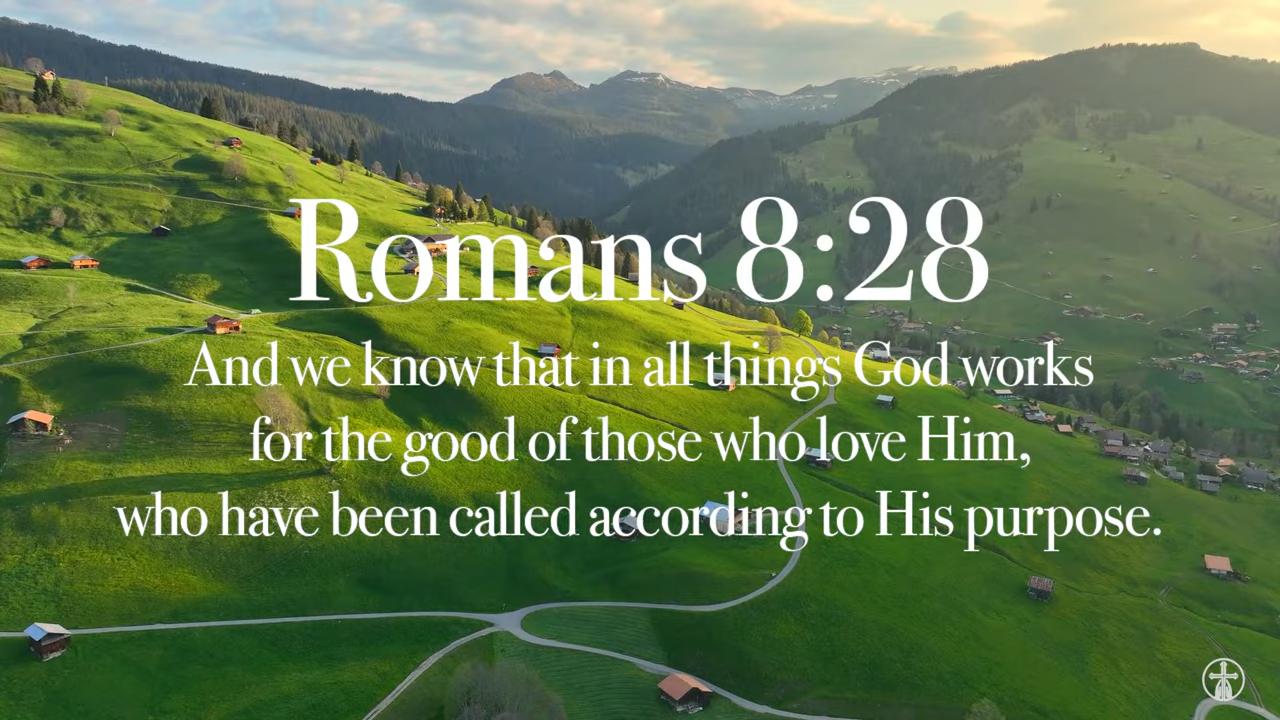 Romans 8:28
And we know that in all things God works
for the good of those who love Him,
who have been called according to His purpose.